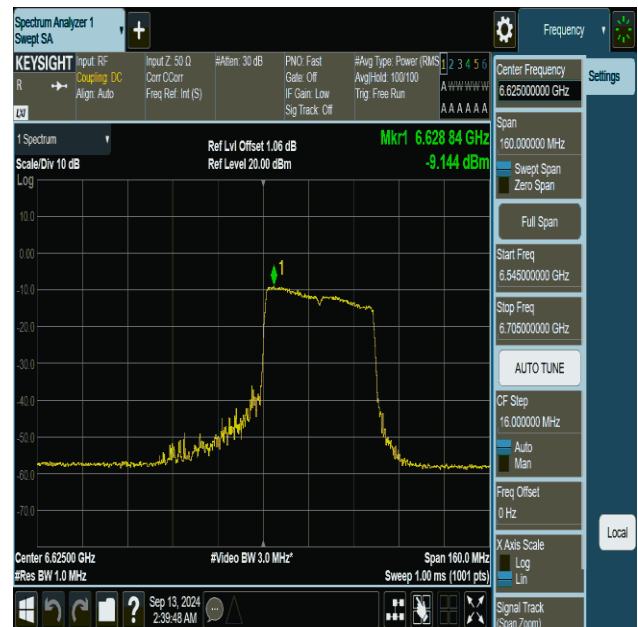 Spectrum Analyzer 1
Swept SA
+
Frequency
KEYSIGHT
R
LXI
Input: RF
Coupling: DC
Align: Auto
Input Z: 50 Ω
Corr CCorr
Freq Ref: Int (S)
#Atten: 30 dB
PNO: Fast
Gate: Off
IF Gain: Low
Sig Track: Off
#Avg Type: Power (RMS
Avg|Hold: 100/100
Trig: Free Run
1 2 3 4 5 6
A W W W W W
A A A A A A
Center Frequency
6.625000000 GHz
Settings
Span
160.000000 MHz
Swept Span
Zero Span
Full Span
Start Freq
6.545000000 GHz
Stop Freq
6.705000000 GHz
AUTO TUNE
CF Step
16.000000 MHz
Auto
Man
Freq Offset
0 Hz
X Axis Scale
Log
Lin
Local
Signal Track
(Span Zoom)
1 Spectrum
Scale/Div 10 dB
Log
Ref Lvl Offset 1.06 dB
Ref Level 20.00 dBm
Mkr1 6.628 84 GHz
-9.144 dBm
10.0
0.00
1
-10.0
-20.0
-30.0
-40.0
-50.0
-60.0
-70.0
Center 6.62500 GHz
#Res BW 1.0 MHz
#Video BW 3.0 MHz*
Span 160.0 MHz
Sweep 1.00 ms (1001 pts)
?
Sep 13, 2024
2:39:48 AM